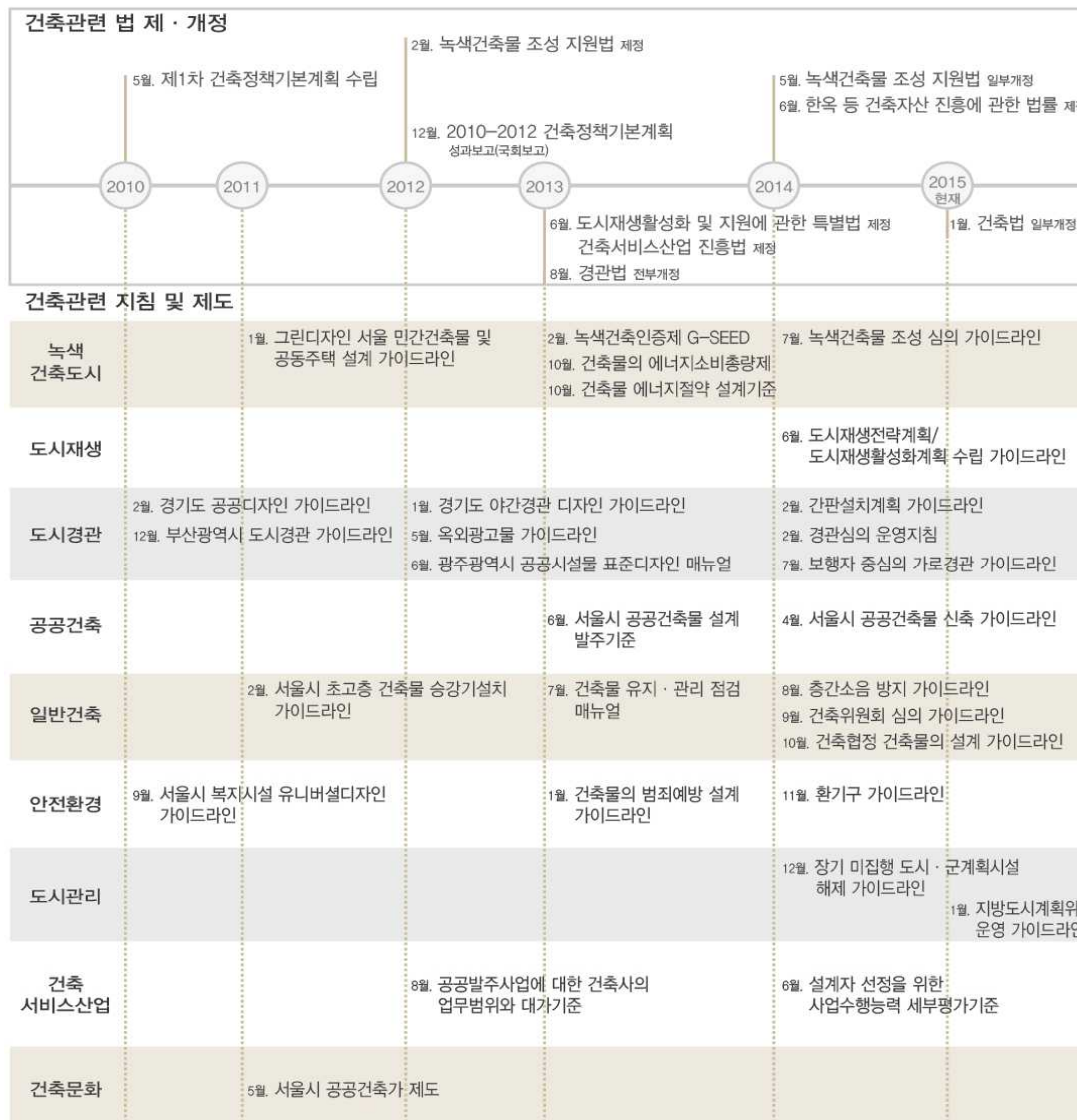 건축관련 법 제·개정
2월. 녹색건축물 조성 지원법 제정
5월. 제1차 건축정책기본계획 수립
5월. 녹색건축물 조성 지원법 일부개정
6월. 한옥 등 건축자산 진흥에 관한 법률
12월. 2010-2012 건축정책기본계획
성과보고(국회보고)
2010
2011
2012
2013
2014
2015
현재
6월. 도시재생활성화 및 지원에 관한 특별법 제정
건축서비스산업 진흥법 제정
8월. 경관법 전부개정
1월. 건축법 일부개정
건축관련 지침 및 제도
녹색
건축도시
1월. 그린디자인 서울 민간건축물 및
공동주택 설계 가이드라인
2월. 녹색건축인증제 G-SEED
10월. 건축물의 에너지소비총량제
10월. 건축물 에너지절약 설계기준
7월. 녹색건축물 조성 심의 가이드라인
도시재생
6월. 도시재생전략계획/
도시재생활성화계획 수립 가이드라인
도시경관
2월. 경기도 공공디자인 가이드라인
12월. 부산광역시 도시경관 가이드라인
1월. 경기도 야간경관 디자인 가이드라인
5월. 옥외광고물 가이드라인
6월. 광주광역시 공공시설물 표준디자인 매뉴얼
2월. 간판설치계획 가이드라인
2월. 경관심의 운영지침
7월. 보행자 중심의 가로경관 가이드라인
공공건축
6월. 서울시 공공건축물 설계
발주기준
4월. 서울시 공공건축물 신축 가이드라인
일반건축
2월. 서울시 초고층 건축물 승강기설치
가이드라인
7월. 건축물 유지·관리 점검
매뉴얼
8월. 층간소음 방지 가이드라인
9월. 건축위원회 심의 가이드라인
10월. 건축협정 건축물의 설계 가이드라인
안전환경
9월. 서울시 복지시설 유니버셜디자인
가이드라인
1월. 건축물의 범죄예방 설계
가이드라인
11월. 환기구 가이드라인
도시관리
12월. 장기 미집행 도시·군계획시설
해제 가이드라인
1월. 지방도시계획위
운영 가이드라인
건축
서비스산업
8월. 공공발주사업에 대한 건축사의
업무범위와 대가기준
6월. 설계자 선정을 위한
사업수행능력 세부평가기준
건축문화
5월. 서울시 공공건축가 제도